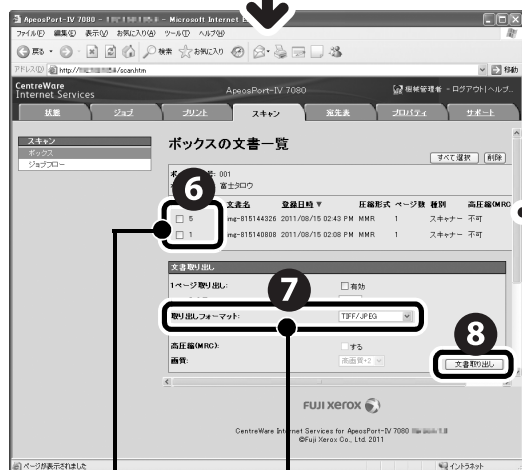 ApeosPort-IV 7080 - Microsoft Internet E
ファイル(F) 編集(E) 表示(V) お気に入り(A) ツール(T) ヘルプ(H)
戻る 検索 お気に入り
アドレス(D) http:// /scan.htm 移動
CentreWare
Internet Services
ApeosPort-IV 7080
機械管理者 - ログアウト|ヘルプ..
状態 ジョブ プリント スキャン 宛先表 プロパティ サポート
スキャン
ボックス
ジョブフロー
ボックスの文書一覧
すべて選択 削除
001
富士タロウ
6
文書名 登録日時▼ 圧縮形式 ページ数 種別 高圧縮(MRC
5 img-815144326 2011/08/15 02:43 PM MMR 1 スキャナー 不可
1 img-815140808 2011/08/15 02:08 PM MMR 1 スキャナー 不可
文書取り出し
1ページ取り出し: 有効
7
取り出しフォーマット: TIFF/JPEG
8
高圧縮(MRC): する
画質: 高画質+2
文書取り出し
FUJI XEROX
CentreWare Internet Services for ApeosPort-IV 7080
©Fuji Xerox Co., Ltd. 2011
ページが表示されました
イントラネット